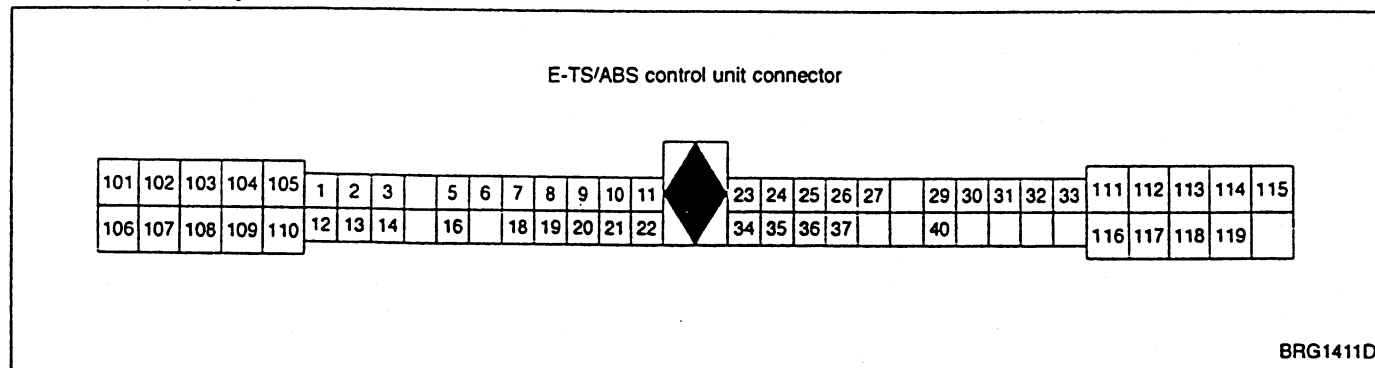 E-TS/ABS control unit connector
101 102 103 104 105 1 2 3 5 6 7 8 9 10 11 23 24 25 26 27 29 30 31 32 33 111 112 113 114 115
106 107 108 109 110 12 13 14 16 18 19 20 21 22 34 35 36 37 40 116 117 118 119
BRG1411D